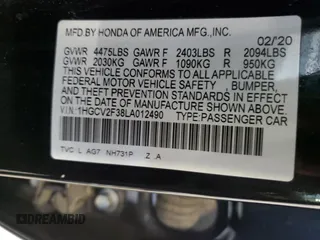 MFD. BY HONDA OF AMERICA MFG.,INC.
02/'20
GVWR 4475LBS GAWR F 2403LBS R 2094LBS
GVWR 2030KG GAWR F 1090KG R 950KG
THIS VEHICLE CONFORMS TO ALL APPLICABLE
FEDERAL MOTOR VEHICLE SAFETY, BUMPER,
AND THEFT PREVENTION STANDARDS IN EFFECT
ON THE DATE OF MANUFACTURE SHOWN ABOVE.
V.I.N: 1HGCV2F38LA012490 TYPE:PASSENGER CAR
TVC L AG7 NH731P .Z .A
DREAMBID